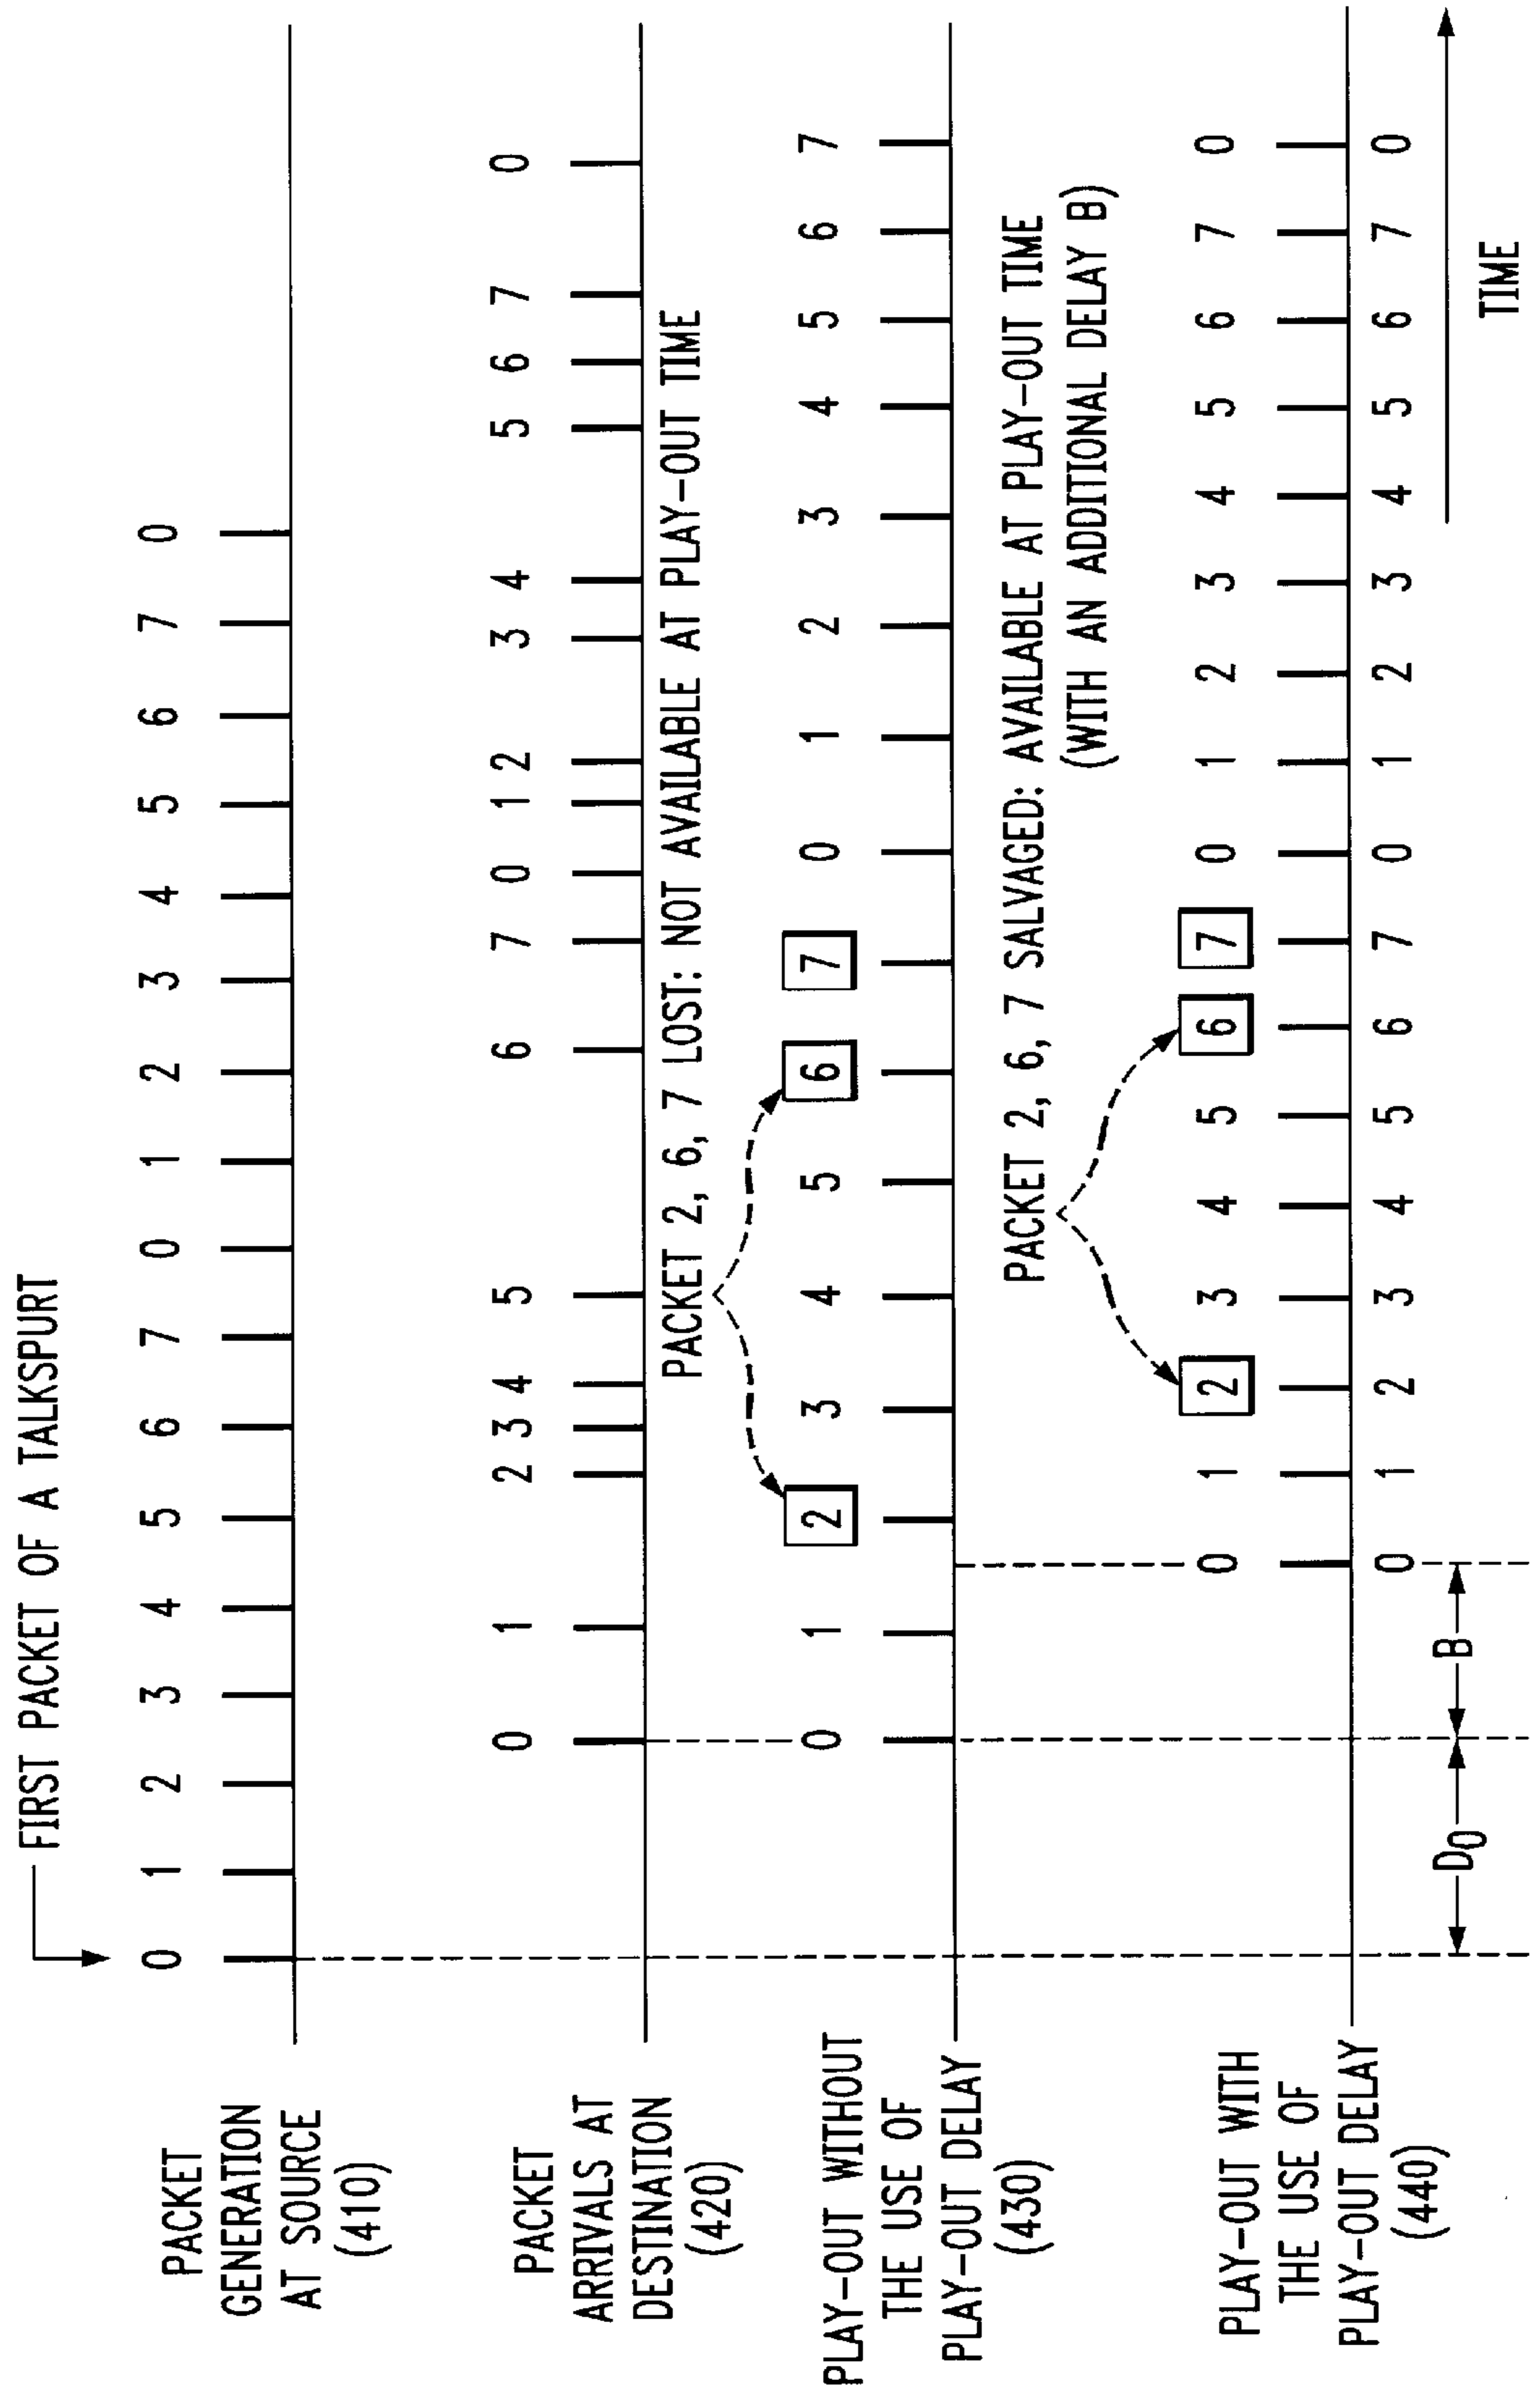 FIRST PACKET OF A TALKSPURT
0 1 2 3 4 5 6 7 0 1 2 3 4 5 6 7 0
PACKET
GENERATION
AT SOURCE
(410)
0 1 2 3 4 5 6 7 0 1 2 3 4 5 6 7 0
PACKET
ARRIVALS AT
DESTINATION
(420)
PACKET 2, 6, 7 LOST: NOT AVAILABLE AT PLAY-OUT TIME
0 1 2 3 4 5 6 7 0 1 2 3 4 5 6 7
PLAY-OUT WITHOUT
THE USE OF
PLAY-OUT DELAY
(430)
PACKET 2, 6, 7 SALVAGED: AVAILABLE AT PLAY-OUT TIME
(WITH AN ADDITIONAL DELAY B)
0 1 2 3 4 5 6 7 0 1 2 3 4 5 6 7 0
PLAY-OUT WITH
THE USE OF
PLAY-OUT DELAY
(440)
0 1 2 3 4 5 6 7 0 1 2 3 4 5 6 7 0
D0 B
TIME